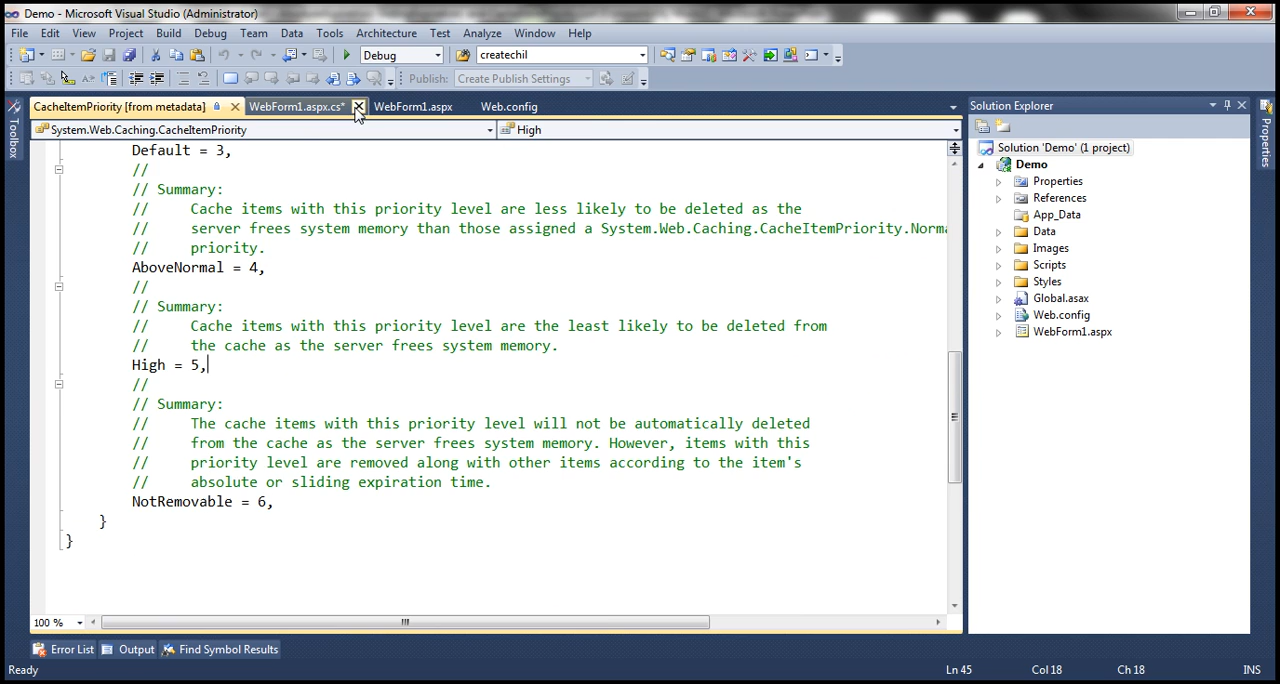 Demo - Microsoft Visual Studio (Administrator)
File Edit View Project Build Debug Team Data Tools Architecture Test Analyze Window Help
Debug createchil
Publish: Create Publish Settings
CacheItemPriority [from metadata] WebForm1.aspx.cs* WebForm1.aspx Web.config
System.Web.Caching.CacheItemPriority High
Toolbox
Default = 3,
//
// Summary:
// Cache items with this priority level are less likely to be deleted as the
// server frees system memory than those assigned a System.Web.Caching.CacheItemPriority.Norma
// priority.
AboveNormal = 4,
//
// Summary:
// Cache items with this priority level are the least likely to be deleted from
// the cache as the server frees system memory.
High = 5,
//
// Summary:
// The cache items with this priority level will not be automatically deleted
// from the cache as the server frees system memory. However, items with this
// priority level are removed along with other items according to the item's
// absolute or sliding expiration time.
NotRemovable = 6,
}
}
100 %
Solution Explorer
Solution 'Demo' (1 project)
Demo
Properties
References
App_Data
Data
Images
Scripts
Styles
Global.asax
Web.config
WebForm1.aspx
Properties
Error List Output Find Symbol Results
Ready Ln 45 Col 18 Ch 18 INS